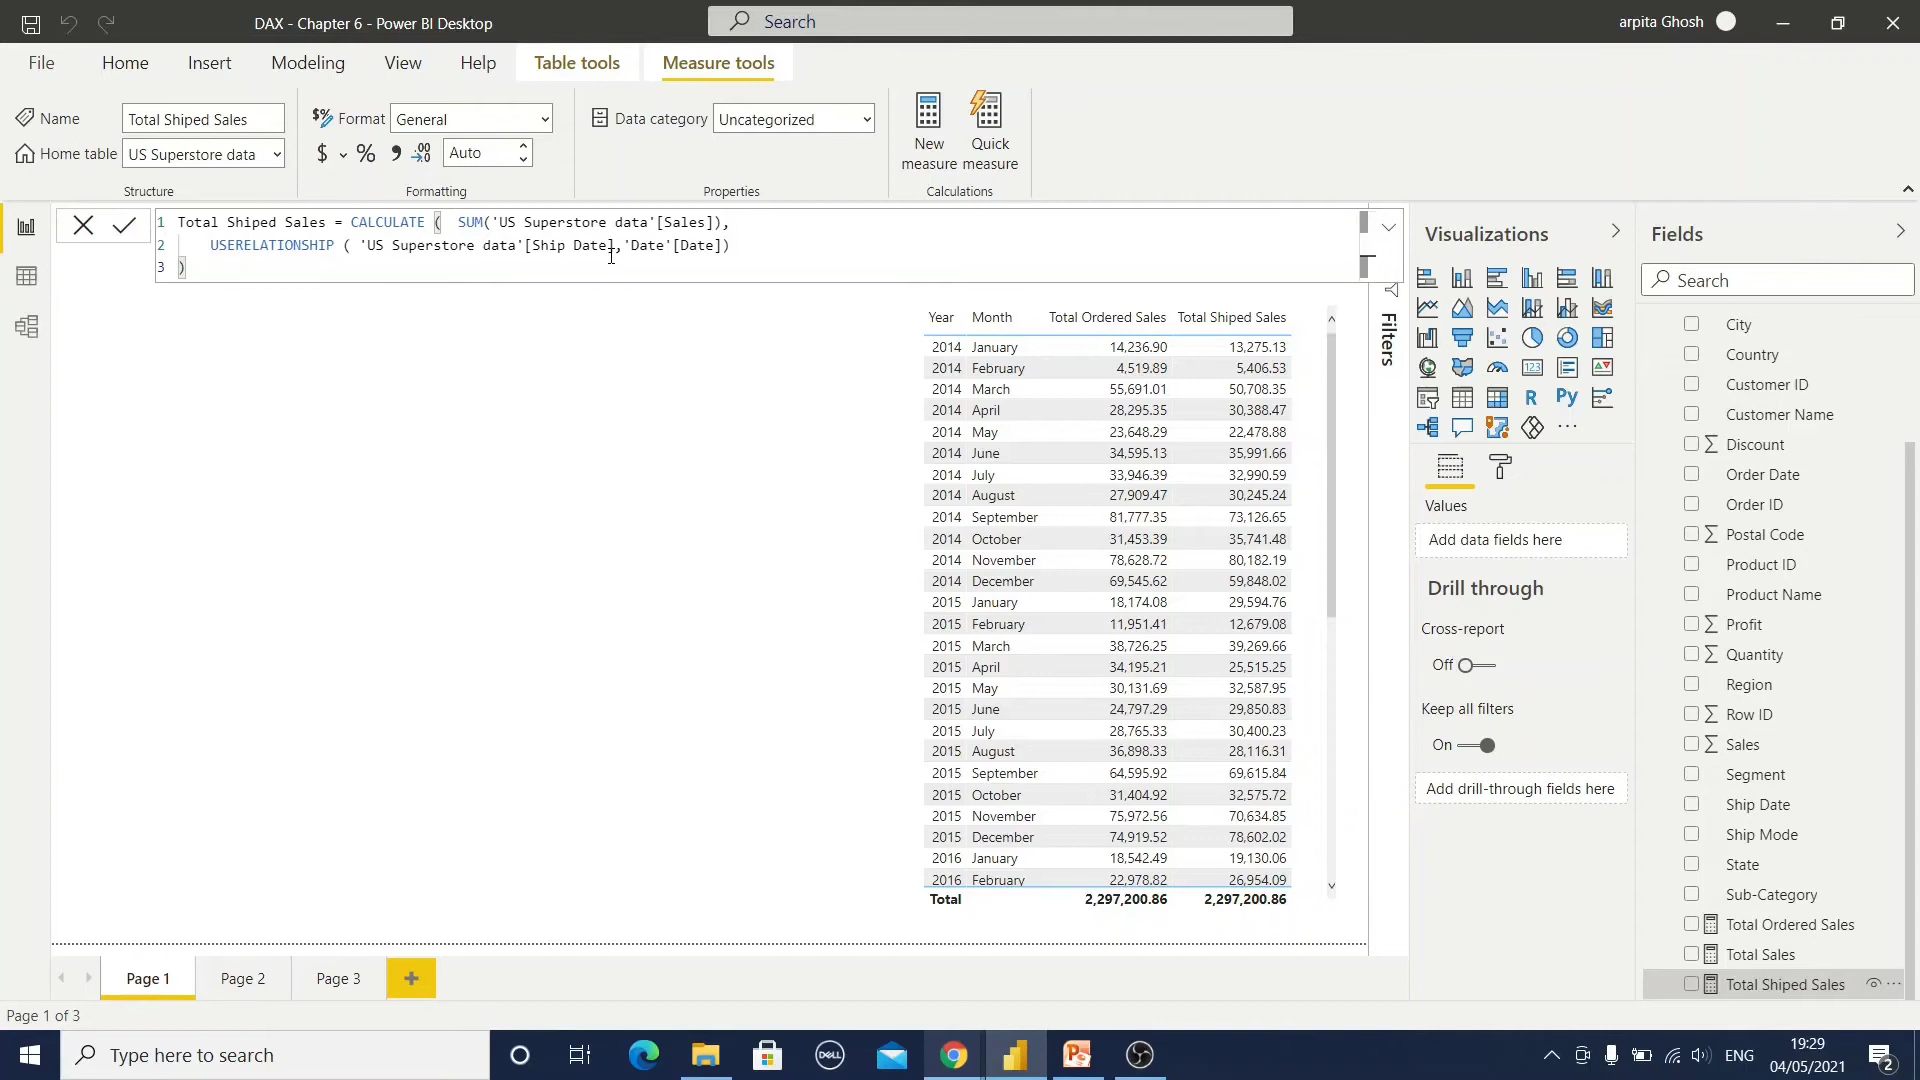 DAX - Chapter 6 - Power BI Desktop
Search
arpita Ghosh
File
Home
Insert
Modeling
View
Help
Table tools
Measure tools
Name
Total Shiped Sales
Home table
US Superstore data
Structure
Format
General
$ % 9 .00
Auto
Formatting
Data category
Uncategorized
Properties
New measure
Quick measure
Calculations
1 Total Shiped Sales = CALCULATE ( SUM('US Superstore data'[Sales]),
2 USERELATIONSHIP ( 'US Superstore data'[Ship Date],'Date'[Date])
3 )
Year Month Total Ordered Sales Total Shiped Sales
2014 January 14,236.90 13,275.13
2014 February 4,519.89 5,406.53
2014 March 55,691.01 50,708.35
2014 April 28,295.35 30,388.47
2014 May 23,648.29 22,478.88
2014 June 34,595.13 35,991.66
2014 July 33,946.39 32,990.59
2014 August 27,909.47 30,245.24
2014 September 81,777.35 73,126.65
2014 October 31,453.39 35,741.48
2014 November 78,628.72 80,182.19
2014 December 69,545.62 59,848.02
2015 January 18,174.08 29,594.76
2015 February 11,951.41 12,679.08
2015 March 38,726.25 39,269.66
2015 April 34,195.21 25,515.25
2015 May 30,131.69 32,587.95
2015 June 24,797.29 29,850.83
2015 July 28,765.33 30,400.23
2015 August 36,898.33 28,116.31
2015 September 64,595.92 69,615.84
2015 October 31,404.92 32,575.72
2015 November 75,972.56 70,634.85
2015 December 74,919.52 78,602.02
2016 January 18,542.49 19,130.06
2016 February 22,978.82 26,954.09
Total 2,297,200.86 2,297,200.86
Filters
Visualizations
123
R
Py
Values
Add data fields here
Drill through
Cross-report
Off
Keep all filters
On
Add drill-through fields here
Fields
Search
City
Country
Customer ID
Customer Name
Discount
Order Date
Order ID
Postal Code
Product ID
Product Name
Profit
Quantity
Region
Row ID
Sales
Segment
Ship Date
Ship Mode
State
Sub-Category
Total Ordered Sales
Total Sales
Total Shiped Sales
Page 1
Page 2
Page 3
Page 1 of 3
Type here to search
DELL
ENG
19:29
04/05/2021
2